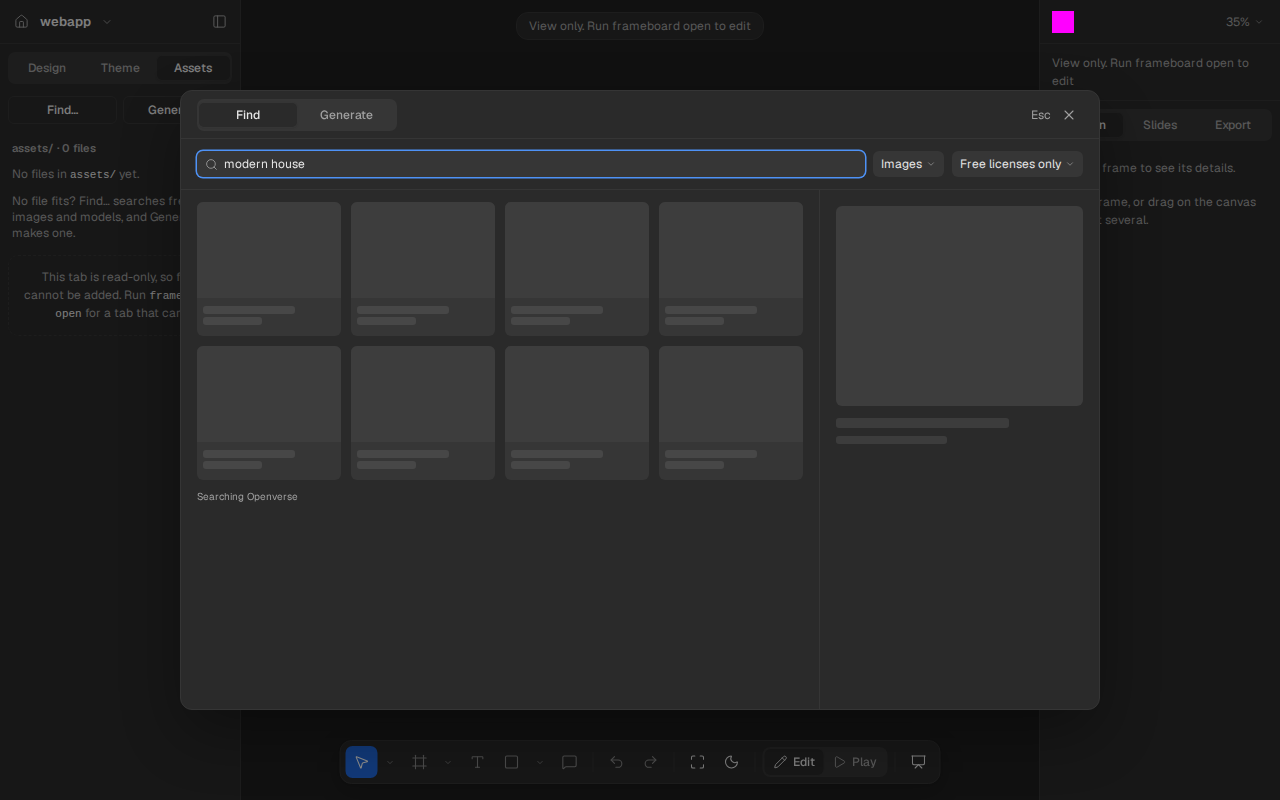 webapp
View only. Run frameboard open to edit
35%
Design
Theme
Assets
View only. Run frameboard open to
edit
Find...
Gener
Find
Generate
Esc
n
Slides
Export
assets/ · 0 files
No files in assets/ yet.
No file fits? Find... searches fr
images and models, and Gene
makes one.
This tab is read-only, so f
cannot be added. Run frame
open for a tab that can
modern house
Images
Free licenses only
frame to see its details.
rame, or drag on the canvas
t several.
Searching Openverse
Edit
Play